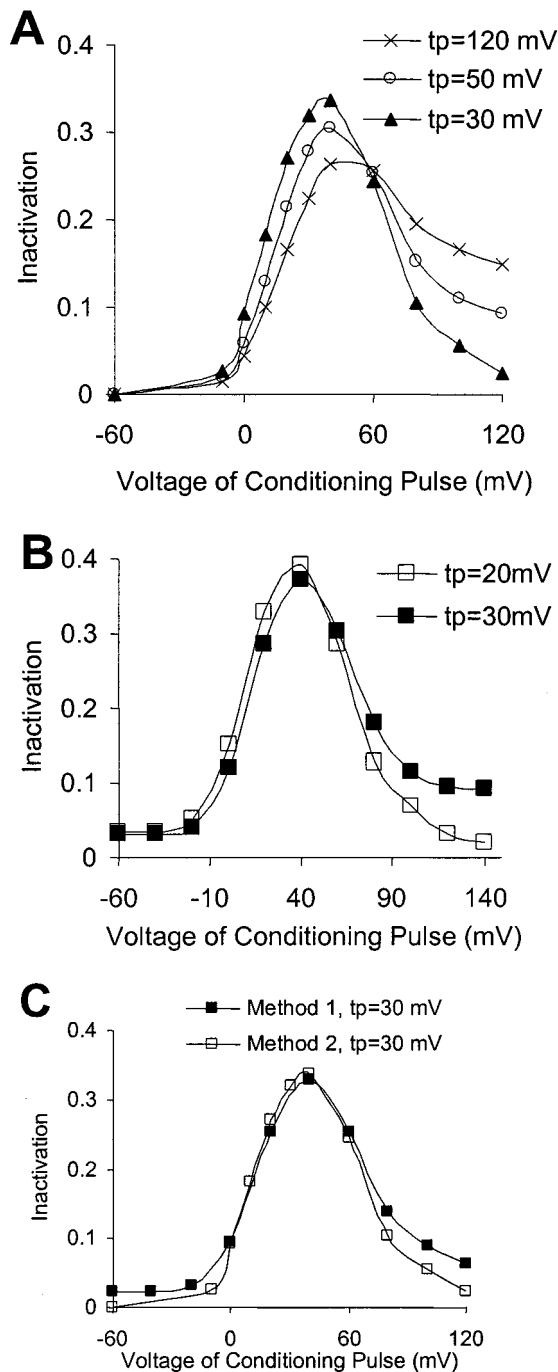 A
0.4
0.3
0.2
0.1
0
Inactivation
tp=120 mV
tp=50 mV
tp=30 mV
-60
0
60
120
Voltage of Conditioning Pulse (mV)
B
0.4
0.3
0.2
0.1
0
Inactivation
tp=20mV
tp=30mV
-60
-10
40
90
140
Voltage of Conditioning Pulse (mV)
C
0.4
0.3
0.2
0.1
0
Inactivation
Method 1, tp=30 mV
Method 2, tp=30 mV
-60
0
60
120
Voltage of Conditioning Pulse (mV)